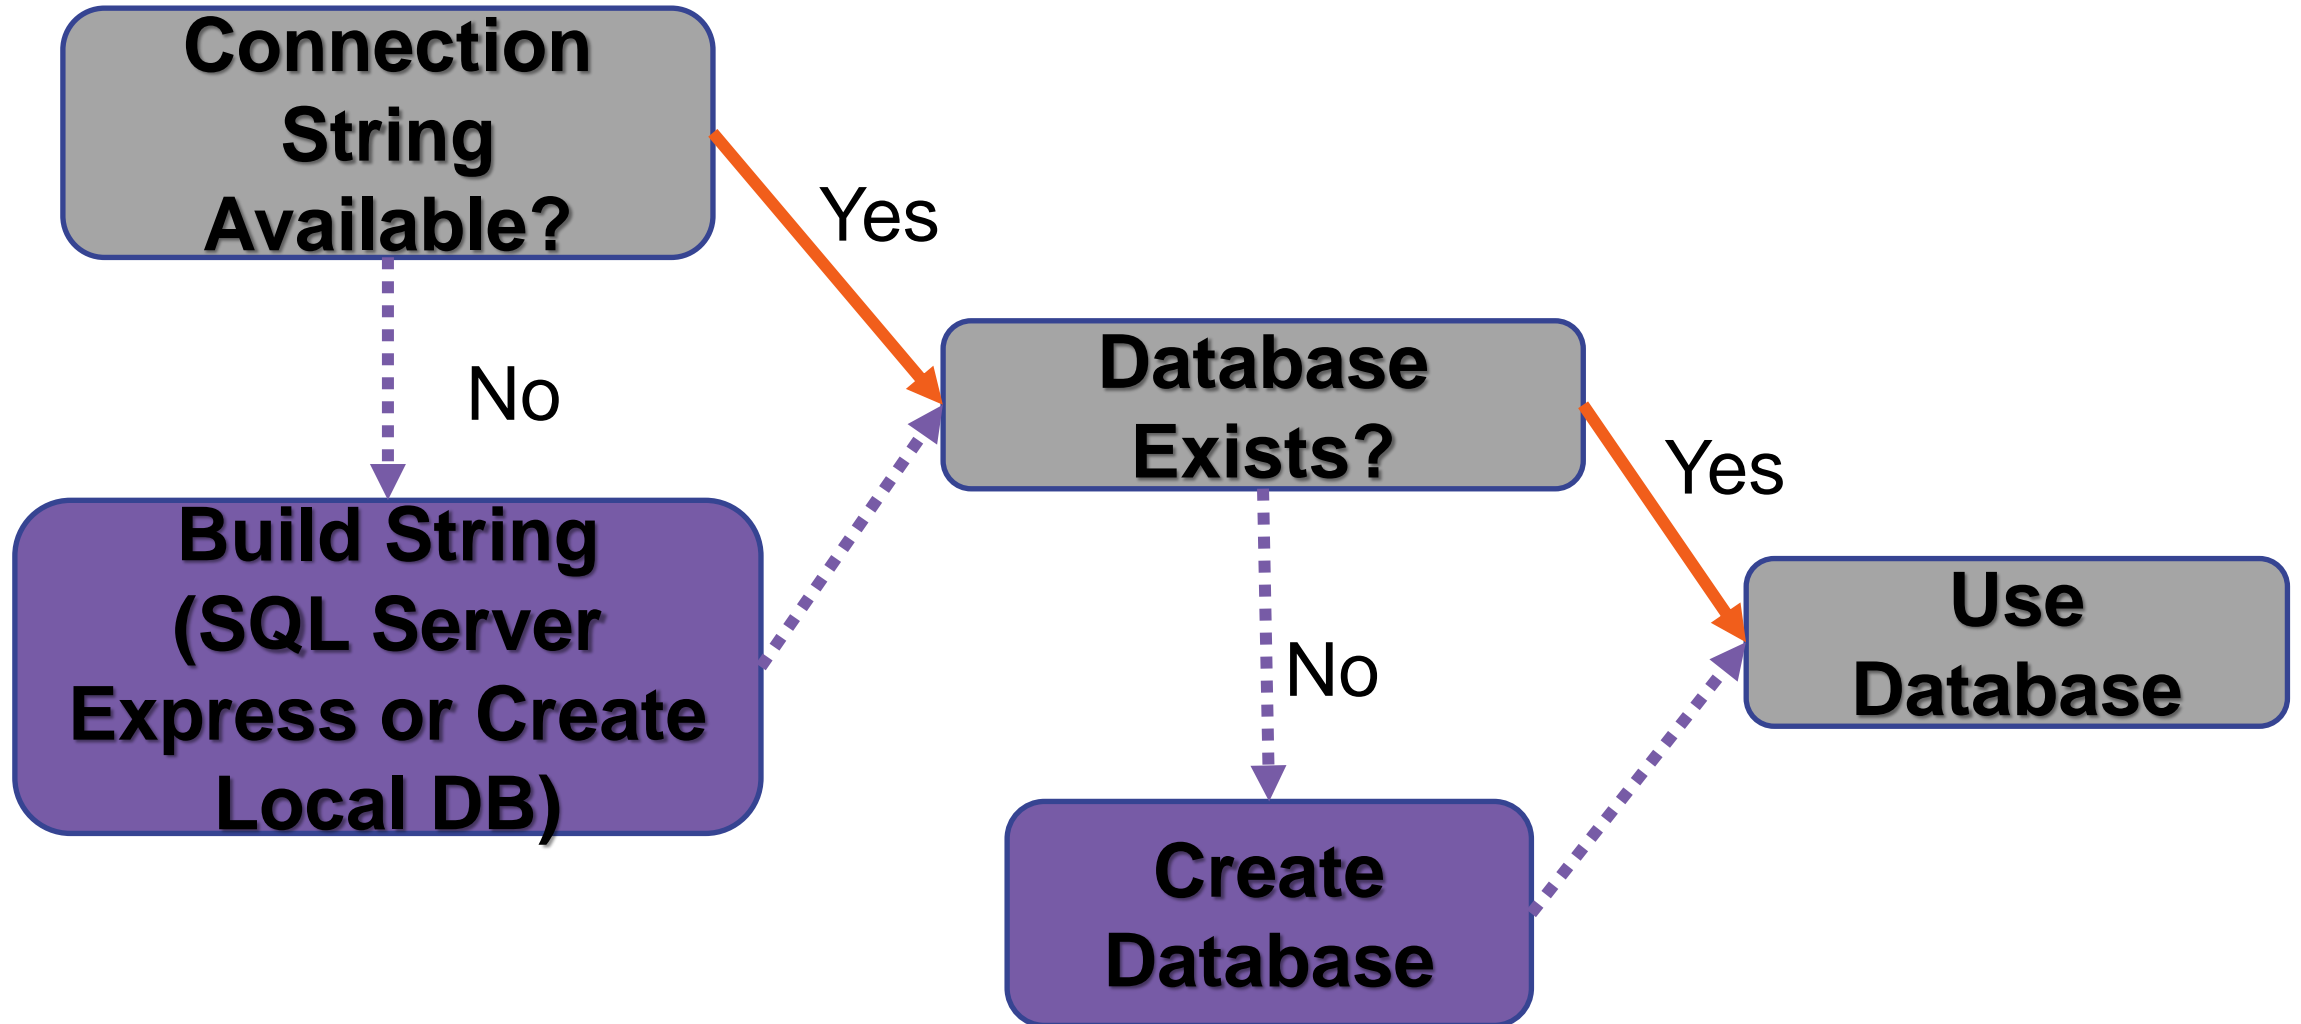 Connection
String
Available?
Yes
No
Database
Exists?
Yes
Build String
(SQL Server
Express or Create
Local DB)
No
Use
Database
Create
Database